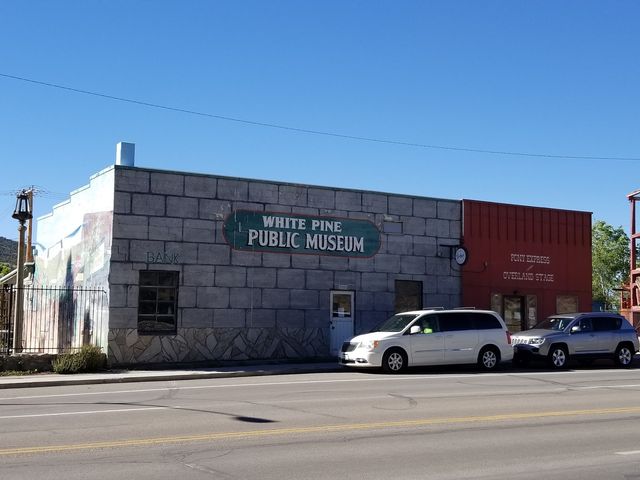 WHITE PINE
PUBLIC MUSEUM
BANK
PONY EXPRESS
OVERLAND STAGE